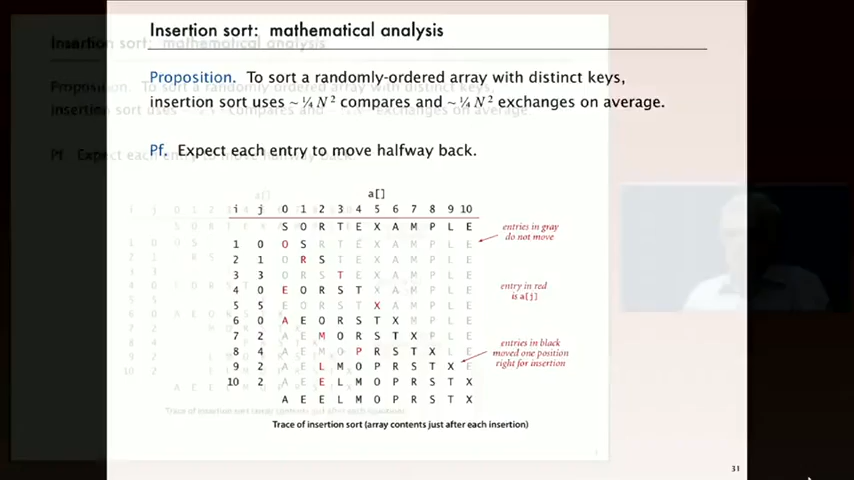 Insertion sort: mathematical analysis
Proposition. To sort a randomly-ordered array with distinct keys,
insertion sort uses ~ ¼ N² compares and ~ ¼ N² exchanges on average.
Pf. Expect each entry to move halfway back.
a[]
i j 0 1 2 3 4 5 6 7 8 9 10
S O R T E X A M P L E
1 0 O S R T E X A M P L E
2 1 O R S T E X A M P L E
3 3 O R S T E X A M P L E
4 0 E O R S T X A M P L E
5 5 E O R S T X A M P L E
6 0 A E O R S T X M P L E
7 2 A E M O R S T X P L E
8 4 A E M O P R S T X L E
9 2 A E L M O P R S T X E
10 2 A E E L M O P R S T X
A E E L M O P R S T X
entries in gray
do not move
entry in red
is a[j]
entries in black
moved one position
right for insertion
Trace of insertion sort (array contents just after each insertion)
31